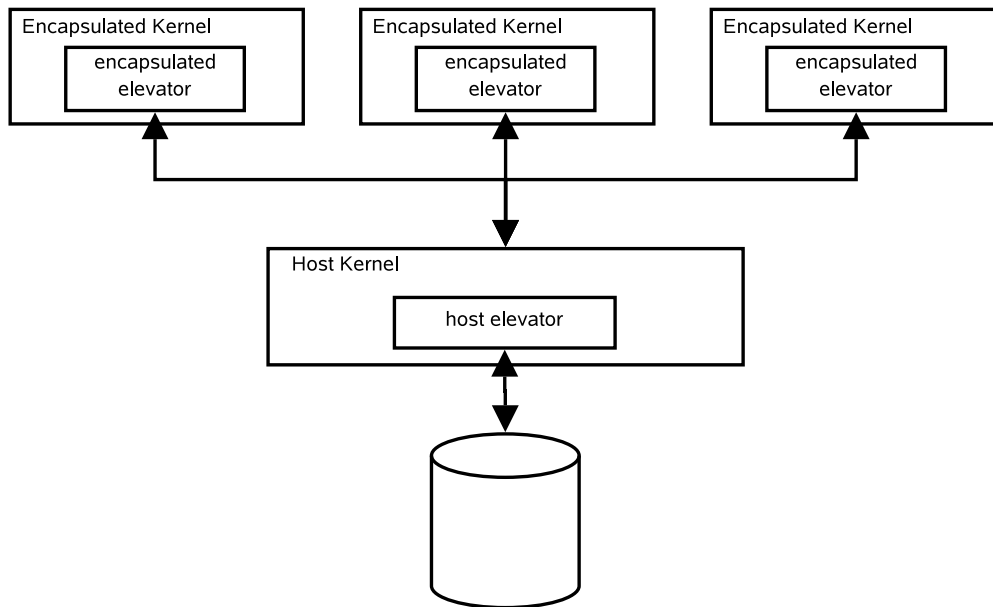 Encapsulated Kernel
encapsulated
elevator
Encapsulated Kernel
encapsulated
elevator
Encapsulated Kernel
encapsulated
elevator
Host Kernel
host elevator